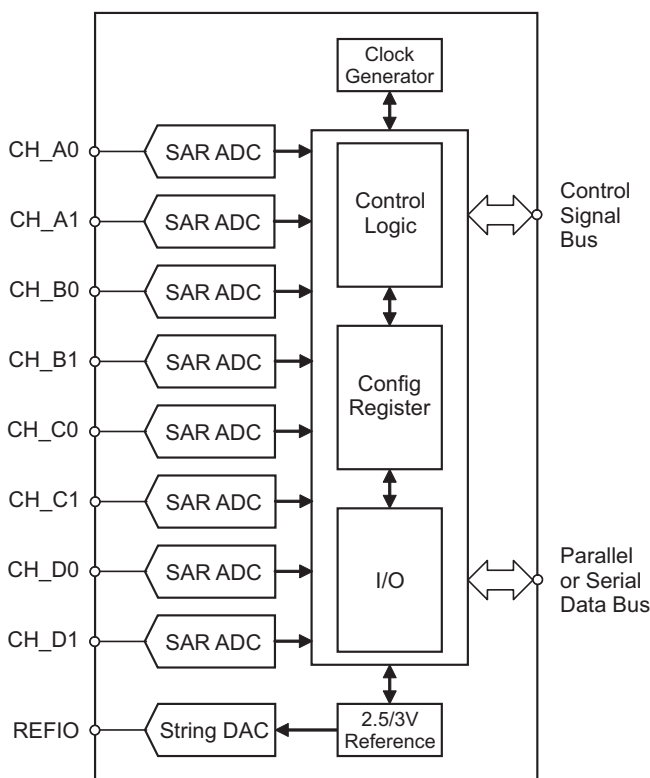 Clock
Generator
CH_A0
SAR ADC
CH_A1
SAR ADC
CH_B0
SAR ADC
CH_B1
SAR ADC
CH_C0
SAR ADC
CH_C1
SAR ADC
CH_D0
SAR ADC
CH_D1
SAR ADC
REFIO
String DAC
Control
Logic
Config
Register
I/O
2.5/3V
Reference
Control
Signal
Bus
Parallel
or Serial
Data Bus